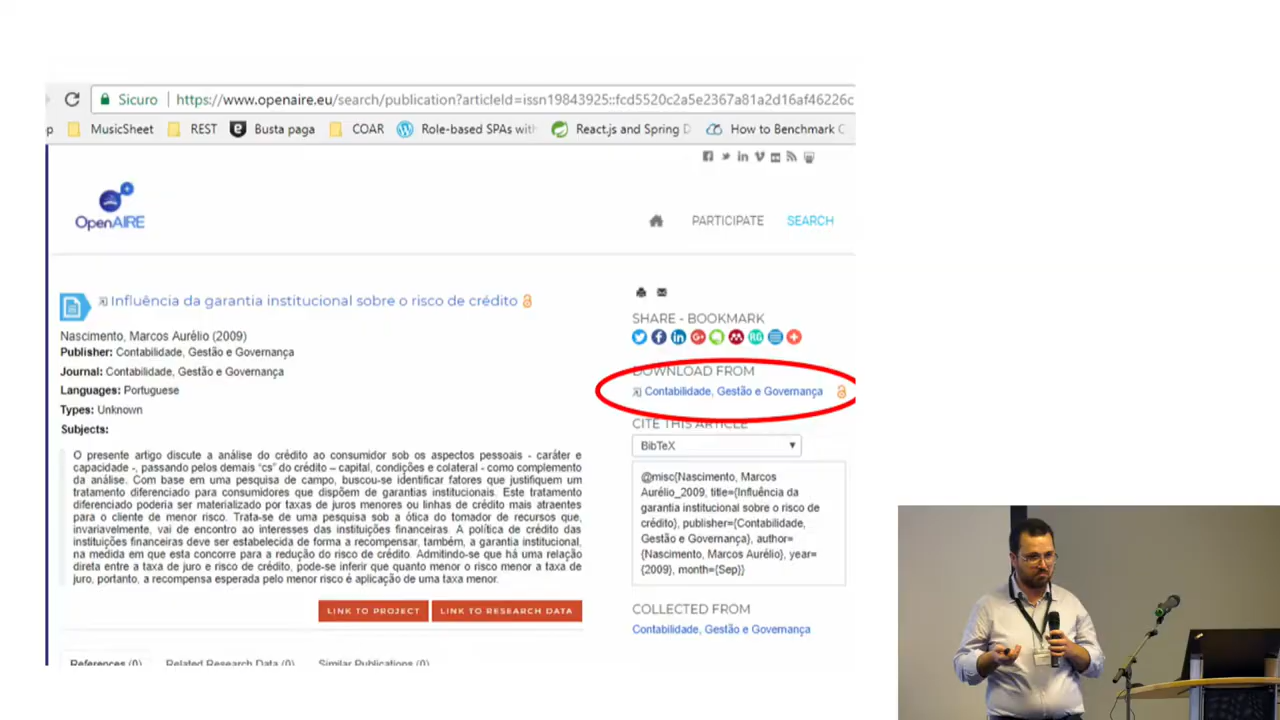 Sicuro | https://www.openaire.eu/search/publication?articleId=issn19843925::fcd5520c2a5e2367a81a2d16af46226c
MusicSheet REST Busta paga COAR Role-based SPAs with React.js and Spring D How to Benchmark C
OpenAIRE
PARTICIPATE SEARCH
Influência da garantia institucional sobre o risco de crédito
Nascimento, Marcos Aurélio (2009)
Publisher: Contabilidade, Gestão e Governança
Journal: Contabilidade, Gestão e Governança
Languages: Portuguese
Types: Unknown
Subjects:
O presente artigo discute a análise do crédito ao consumidor sob os aspectos pessoais - caráter e
capacidade -, passando pelos demais “cs” do crédito – capital, condições e colateral - como complemento
da análise. Com base em uma pesquisa de campo, buscou-se identificar fatores que justifiquem um
tratamento diferenciado para consumidores que dispõem de garantias institucionais. Este tratamento
diferenciado poderia ser materializado por taxas de juros menores ou linhas de crédito mais atraentes
para o cliente de menor risco. Trata-se de uma pesquisa sob a ótica do tomador de recursos que,
invariavelmente, vai de encontro ao interesses das instituições financeiras. A política de crédito das
instituições financeiras deve ser estabelecida de forma a recompensar, também, a garantia institucional,
na medida em que esta concorre para a redução do risco de crédito. Admitindo-se que há uma relação
direta entre a taxa de juro e risco de crédito, pode-se inferir que quanto menor o risco menor a taxa de
juro, portanto, a recompensa esperada pelo menor risco é aplicação de uma taxa menor.
LINK TO PROJECT LINK TO RESEARCH DATA
References (0) Related Research Data (0) Similar Publications (0)
SHARE - BOOKMARK
DOWNLOAD FROM
Contabilidade, Gestão e Governança
CITE THIS ARTICLE
BibTeX
@misc{Nascimento, Marcos
Aurélio_2009, title={Influência da
garantia institucional sobre o risco de
crédito}, publisher={Contabilidade,
Gestão e Governança}, author=
{Nascimento, Marcos Aurélio}, year=
{2009}, month={Sep}}
COLLECTED FROM
Contabilidade, Gestão e Governança